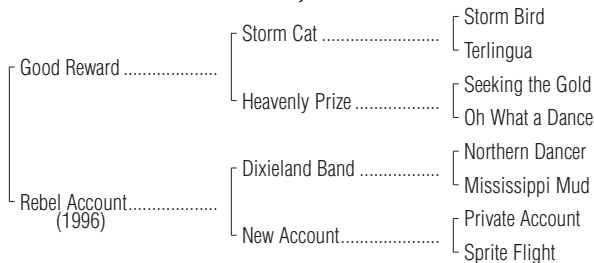 Storm Bird
Storm Cat .........................
Terlingua
Good Reward ....................
Seeking the Gold
Heavenly Prize ..................
Oh What a Dance
Northern Dancer
Dixieland Band .................
Mississippi Mud
Rebel Account...................
(1996)
Private Account
New Account.....................
Sprite Flight